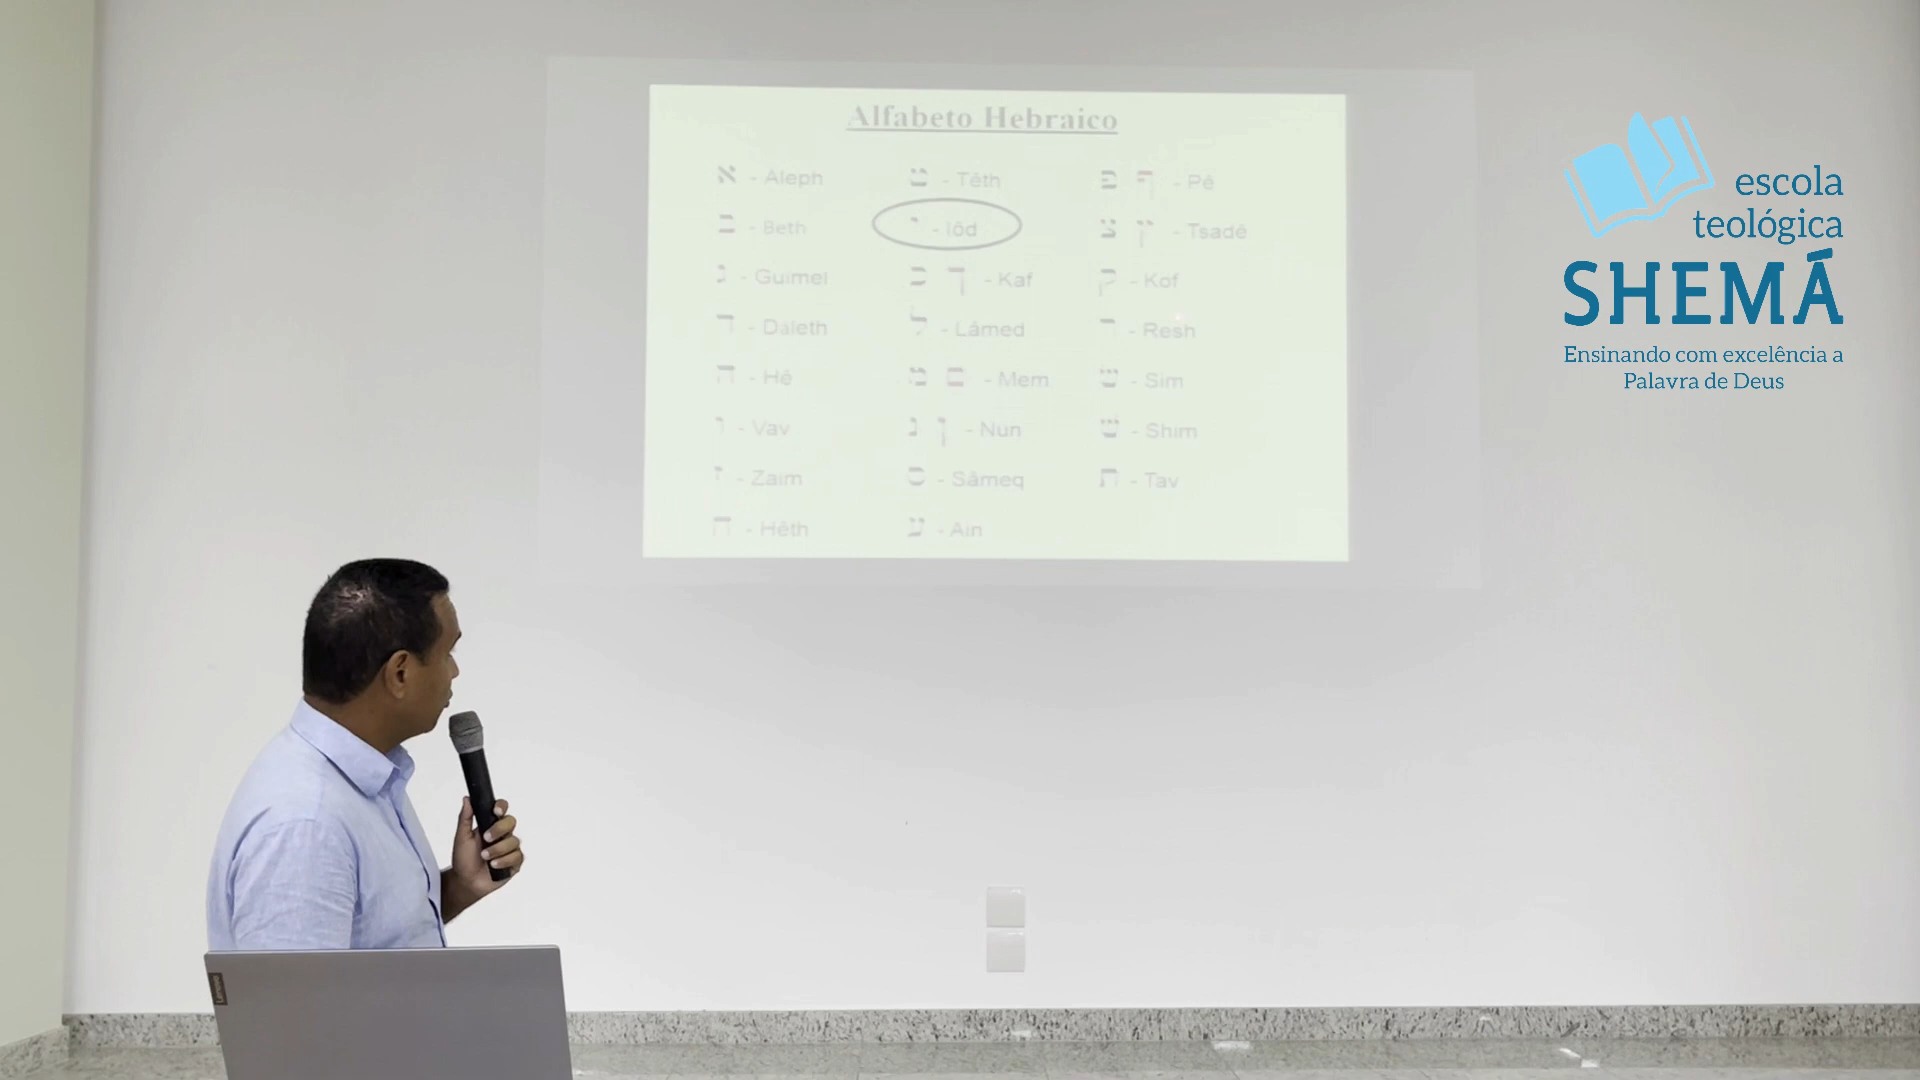 Alfabeto Hebraico
א - Aleph
ב - Beth
ג - Guimel
ד - Daleth
ה - Hê
ו - Vav
ז - Zaim
ח - Hêth
ט - Têth
י - Iôd
כ ך - Kaf
ל - Lâmed
מ ם - Mem
נ ן - Nun
ס - Sâmeq
ע - Ain
פ ף - Pê
צ ץ - Tsadê
ק - Kof
ר - Resh
שׂ - Sim
שׁ - Shim
ת - Tav
escola
teológica
SHEMÁ
Ensinando com excelência a
Palavra de Deus
Lenovo